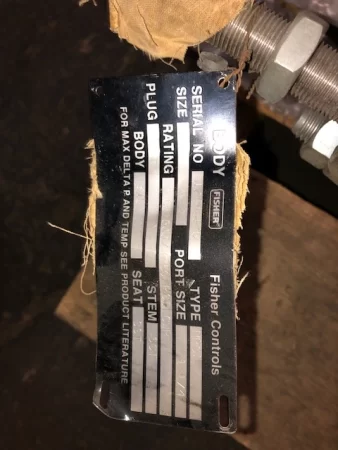 BODY FISHER Fisher Controls
SERIAL NO TYPE
SIZE PORT SIZE
RATING
PLUG STEM
BODY SEAT
FOR MAX DELTA P AND TEMP SEE PRODUCT LITERATURE